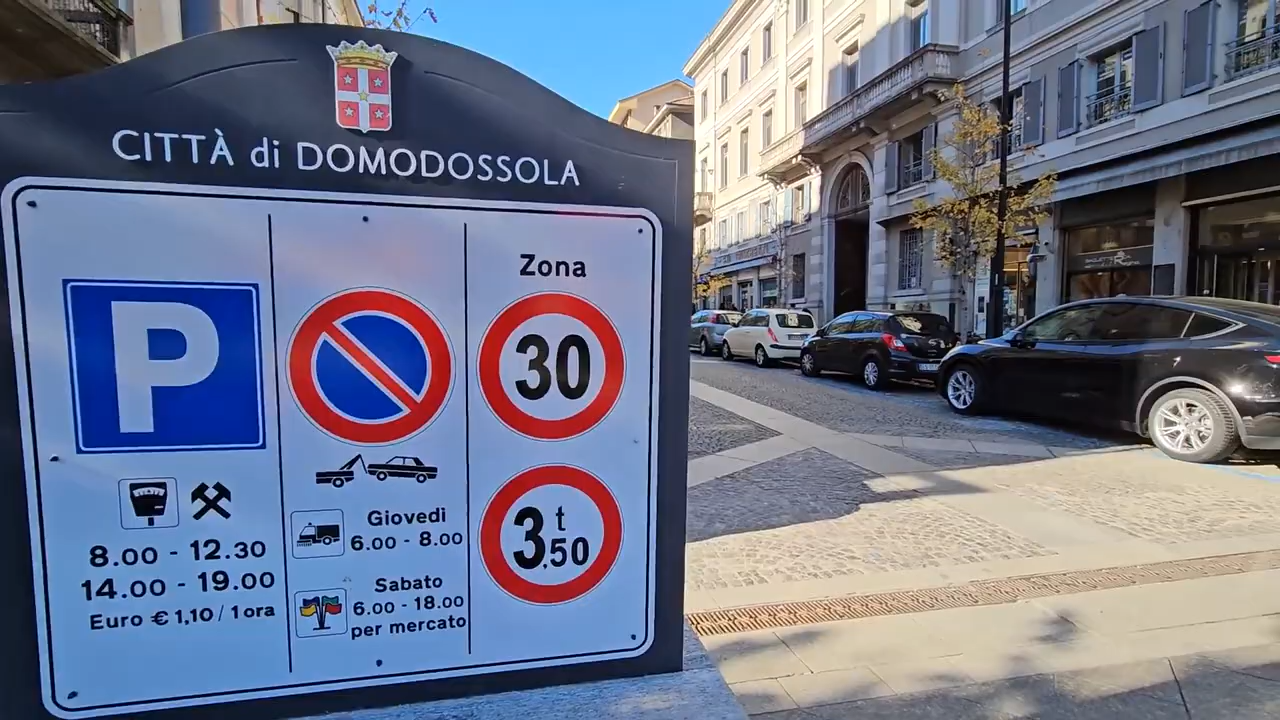 CITTÀ di DOMODOSSOLA
P
8.00 - 12.30
14.00 - 19.00
Euro € 1,10 / 1 ora
Giovedì
6.00 - 8.00
Sabato
6.00 - 18.00
per mercato
Zona
30
3,50 t